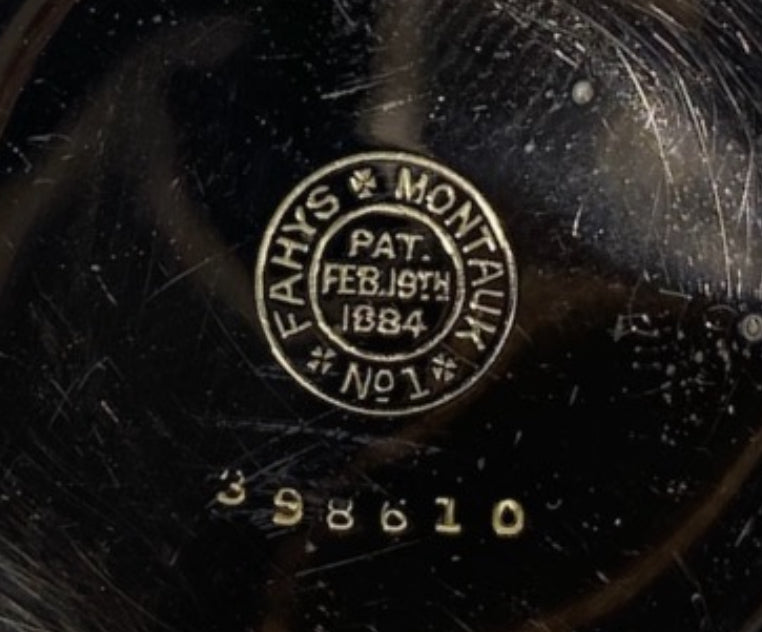 FAHYS MONTAUK
No 1
PAT.
FEB. 19TH
1884
398610